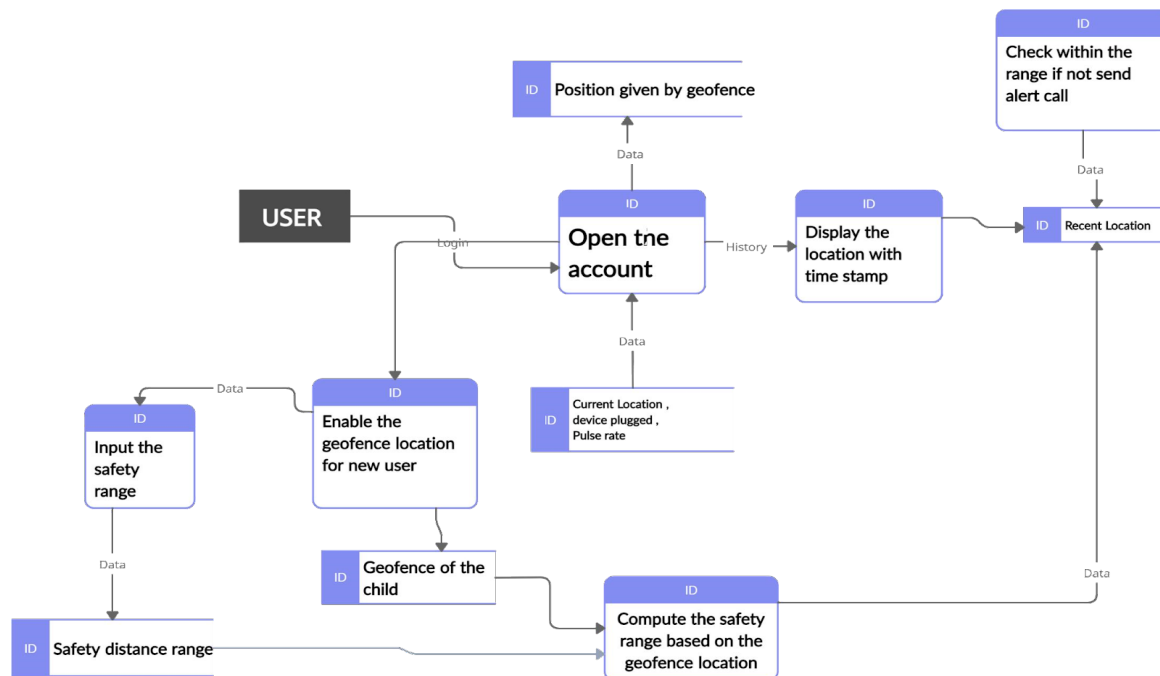 ID
Check within the
range if not send
alert call
ID
Position given by geofence
Data
Data
USER
ID
Open the
account
Login
History
ID
Display the
location with
time stamp
ID
Recent Location
Data
Data
ID
Enable the
geofence location
for new user
ID
Current Location ,
device plugged ,
Pulse rate
ID
Input the
safety
range
Data
ID
Geofence of the
child
Data
ID
Compute the safety
range based on the
geofence location
ID
Safety distance range